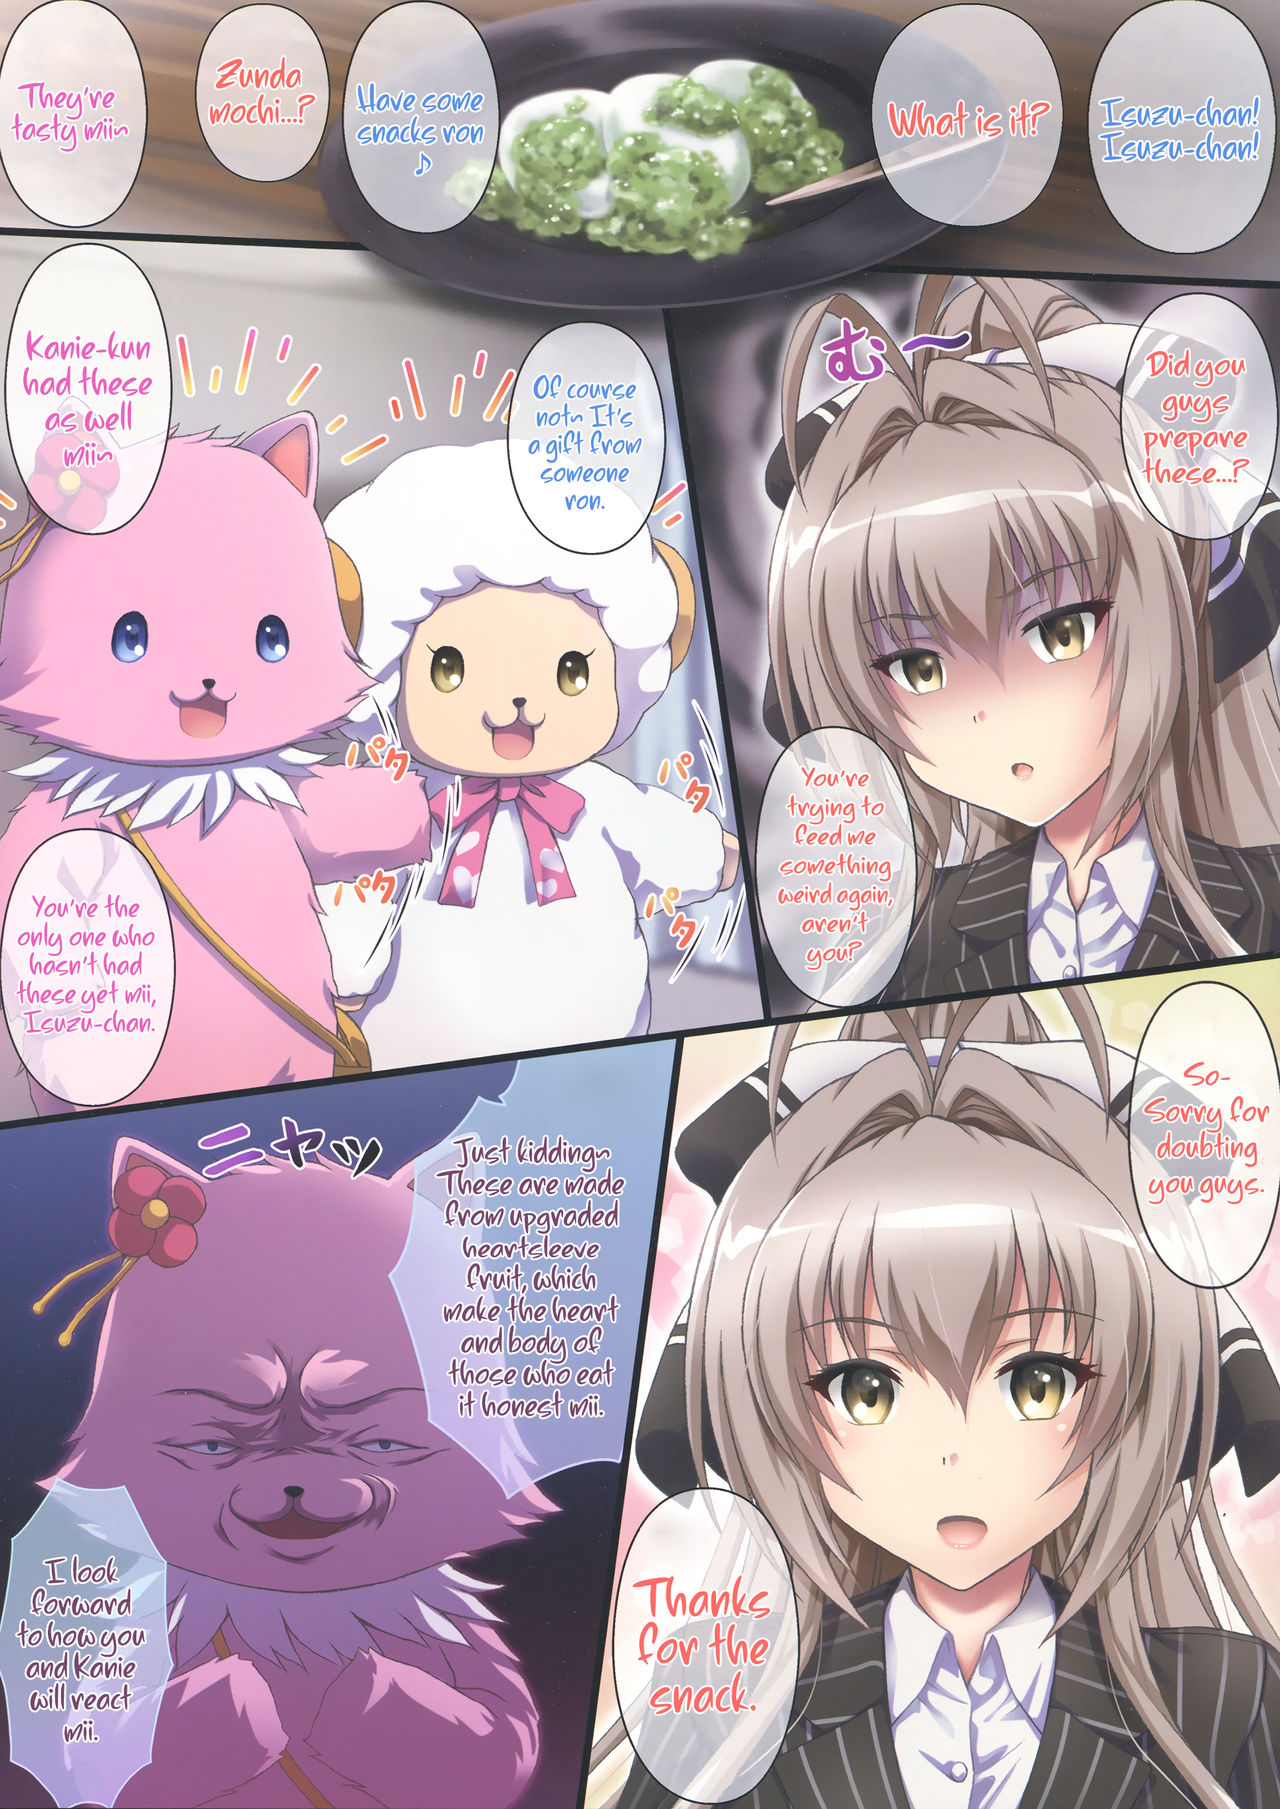 Isuzu-chan!
Isuzu-chan!
What is it?
Have some
snacks ron
♪
Zunda
mochi...?
They're
tasty mii~
Did you
guys
prepare
these...?
む～
You're
trying to
feed me
something
weird again,
aren't
you?
Of course
not~ It's
a gift from
someone
ron.
Kanie-kun
had these
as well
mii~
パタ
パタ
パタ
パタ
You're the
only one who
hasn't had
these yet mii,
Isuzu-chan.
So-
Sorry for
doubting
you guys.
Thanks
for the
snack.
ニヤッ
Just kidding~
These are made
from upgraded
heartsleeve
fruit, which
make the heart
and body of
those who eat
it honest mii.
I look
forward
to how you
and Kanie
will react
mii.